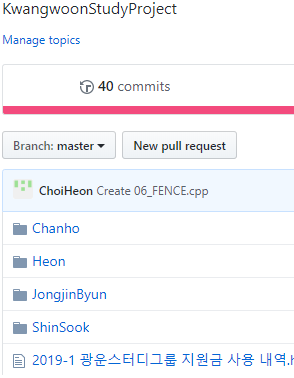 KwangwoonStudyProject
Manage topics
40 commits
Branch: master
New pull request
ChoiHeon Create 06_FENCE.cpp
Chanho
Heon
JongjinByun
ShinSook
2019-1 광운스터디그룹 지원금 사용 내역.h